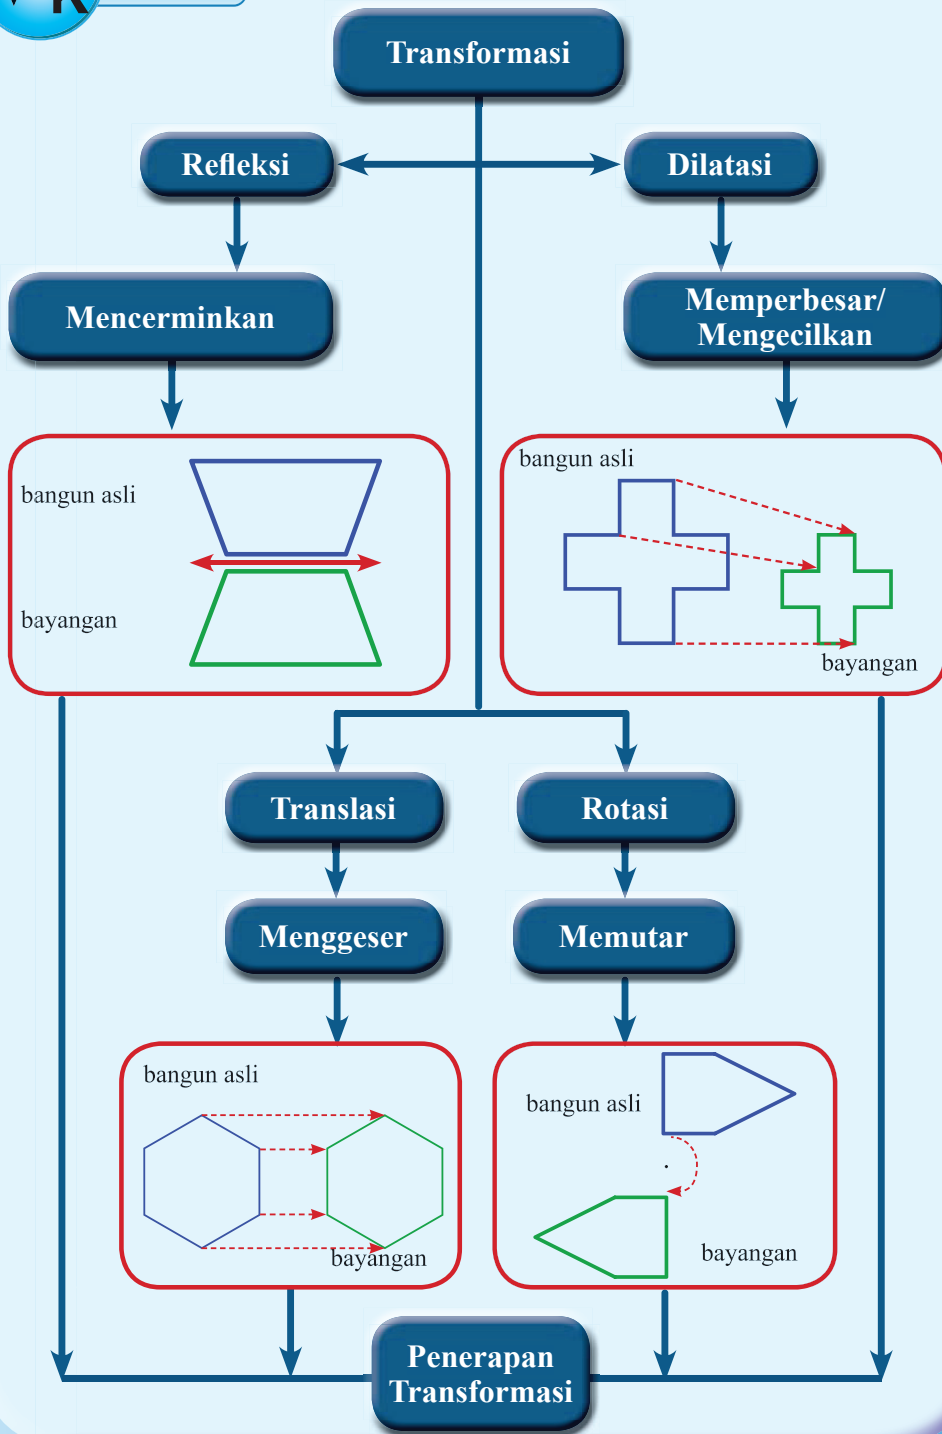 K
Transformasi
Refleksi
Dilatasi
Mencerminkan
Memperbesar/
Mengecilkan
bangun asli
bayangan
bangun asli
bayangan
Translasi
Rotasi
Menggeser
Memutar
bangun asli
bayangan
bangun asli
bayangan
Penerapan
Transformasi